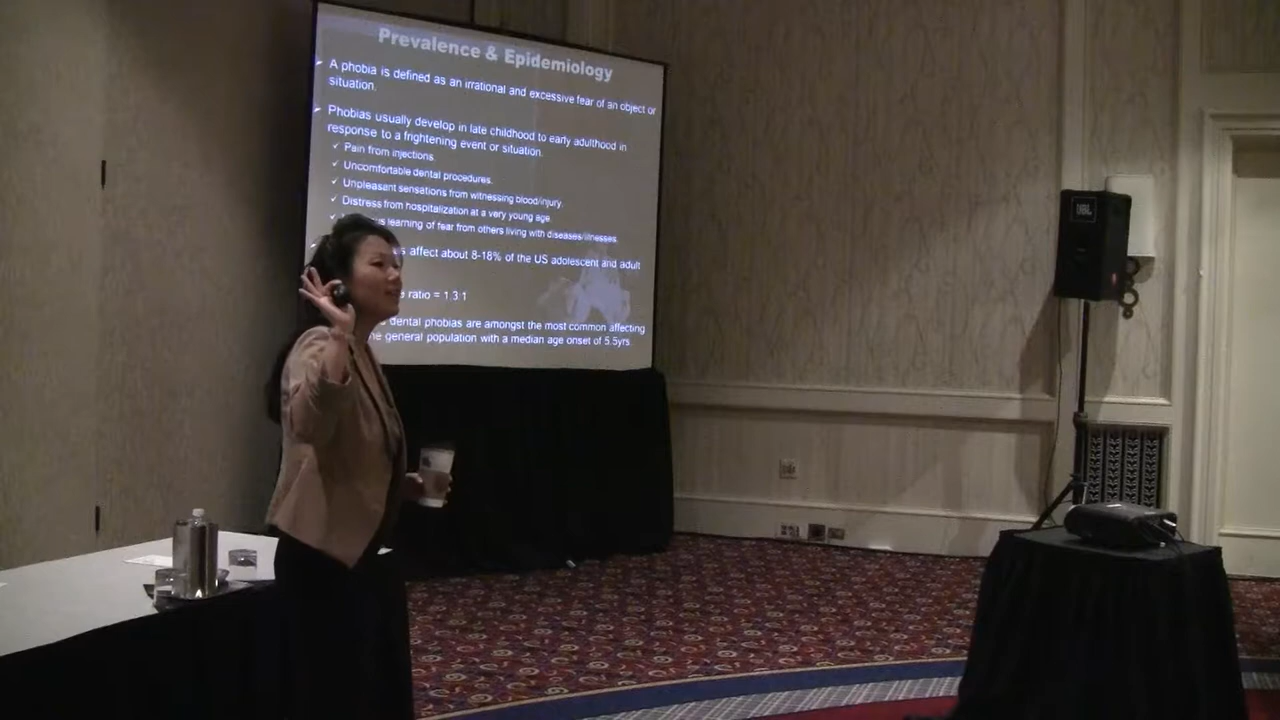 Prevalence & Epidemiology
A phobia is defined as an irrational and excessive fear of an object or
situation.
Phobias usually develop in late childhood to early adulthood in
response to a frightening event or situation.
Pain from injections.
Uncomfortable dental procedures.
Unpleasant sensations from witnessing blood/injury.
Distress from hospitalization at a very young age
learning of fear from others living with diseases/illnesses.
affect about 8-18% of the US adolescent and adult
ratio = 1.3:1
dental phobias are amongst the most common affecting
general population with a median age onset of 5.5yrs.
JBL